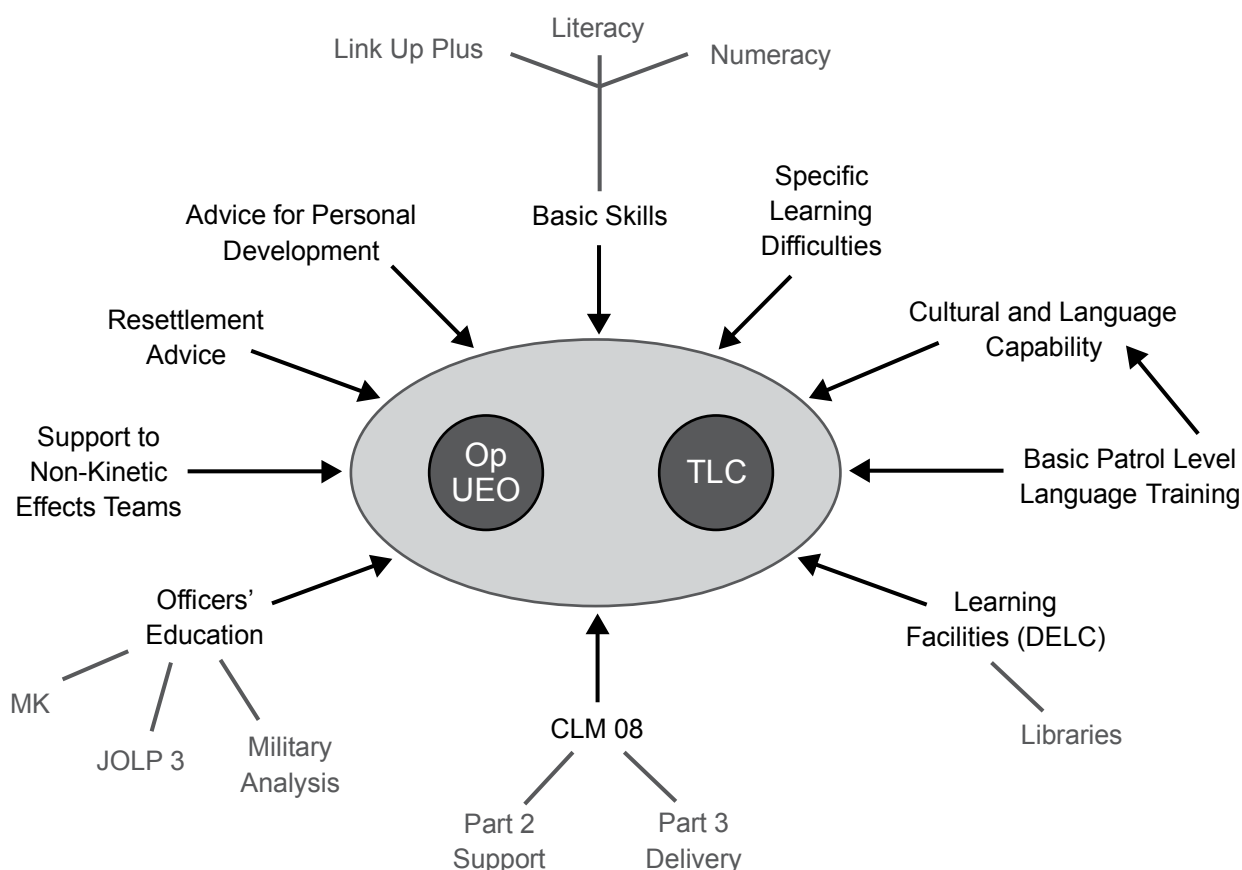 Literacy
Link Up Plus
Numeracy
Specific
Learning
Difficulties
Advice for Personal
Development
Basic Skills
Resettlement
Advice
Cultural and Language
Capability
Support to
Non-Kinetic
Effects Teams
Op
UEO
TLC
Basic Patrol Level
Language Training
Officers’
Education
Learning
Facilities (DELC)
MK
JOLP 3
Military
Analysis
CLM 08
Libraries
Part 2
Support
Part 3
Delivery